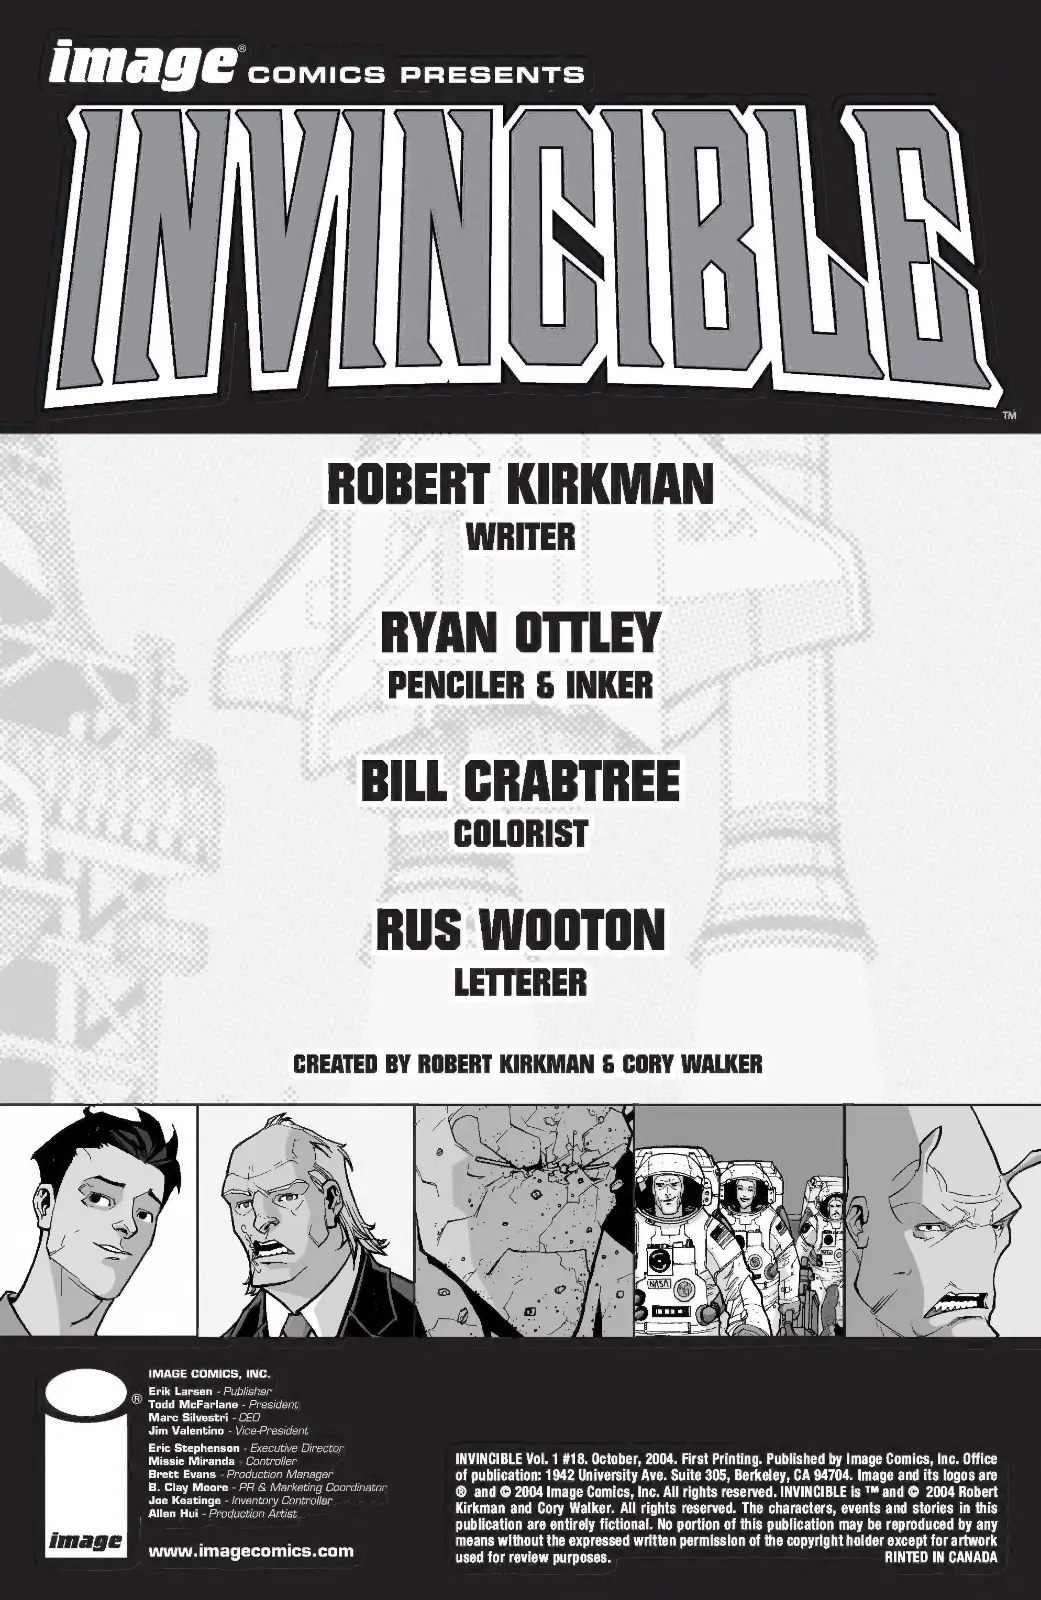 image® COMICS PRESENTS
INVINCIBLE™
ROBERT KIRKMAN
WRITER
RYAN OTTLEY
PENCILER & INKER
BILL CRABTREE
COLORIST
RUS WOOTON
LETTERER
CREATED BY ROBERT KIRKMAN & CORY WALKER
NASA
®
image
IMAGE COMICS, INC.
Erik Larsen - Publisher
Todd McFarlane - President
Marc Silvestri - CEO
Jim Valentino - Vice-President
Eric Stephenson - Executive Director
Missie Miranda - Controller
Brett Evans - Production Manager
B. Clay Moore - PR & Marketing Coordinator
Joe Keatinge - Inventory Controller
Allen Hui - Production Artist
www.imagecomics.com
INVINCIBLE Vol. 1 #18. October, 2004. First Printing. Published by Image Comics, Inc. Office
of publication: 1942 University Ave. Suite 305, Berkeley, CA 94704. Image and its logos are
® and © 2004 Image Comics, Inc. All rights reserved. INVINCIBLE is ™ and © 2004 Robert
Kirkman and Cory Walker. All rights reserved. The characters, events and stories in this
publication are entirely fictional. No portion of this publication may be reproduced by any
means without the expressed written permission of the copyright holder except for artwork
used for review purposes. RINTED IN CANADA